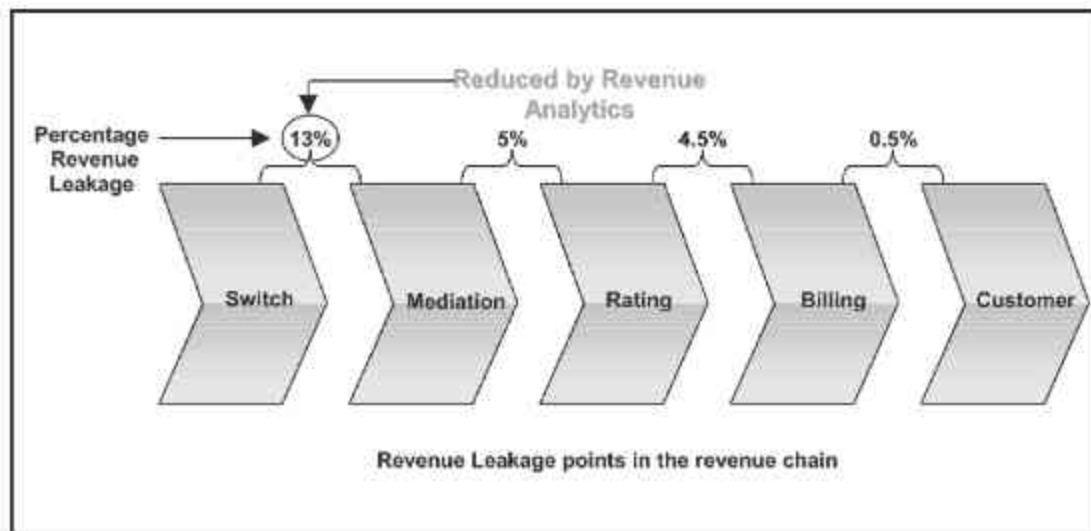 Reduced by Revenue
Analytics
Percentage
Revenue
Leakage
13%
5%
4.5%
0.5%
Switch
Mediation
Rating
Billing
Customer
Revenue Leakage points in the revenue chain